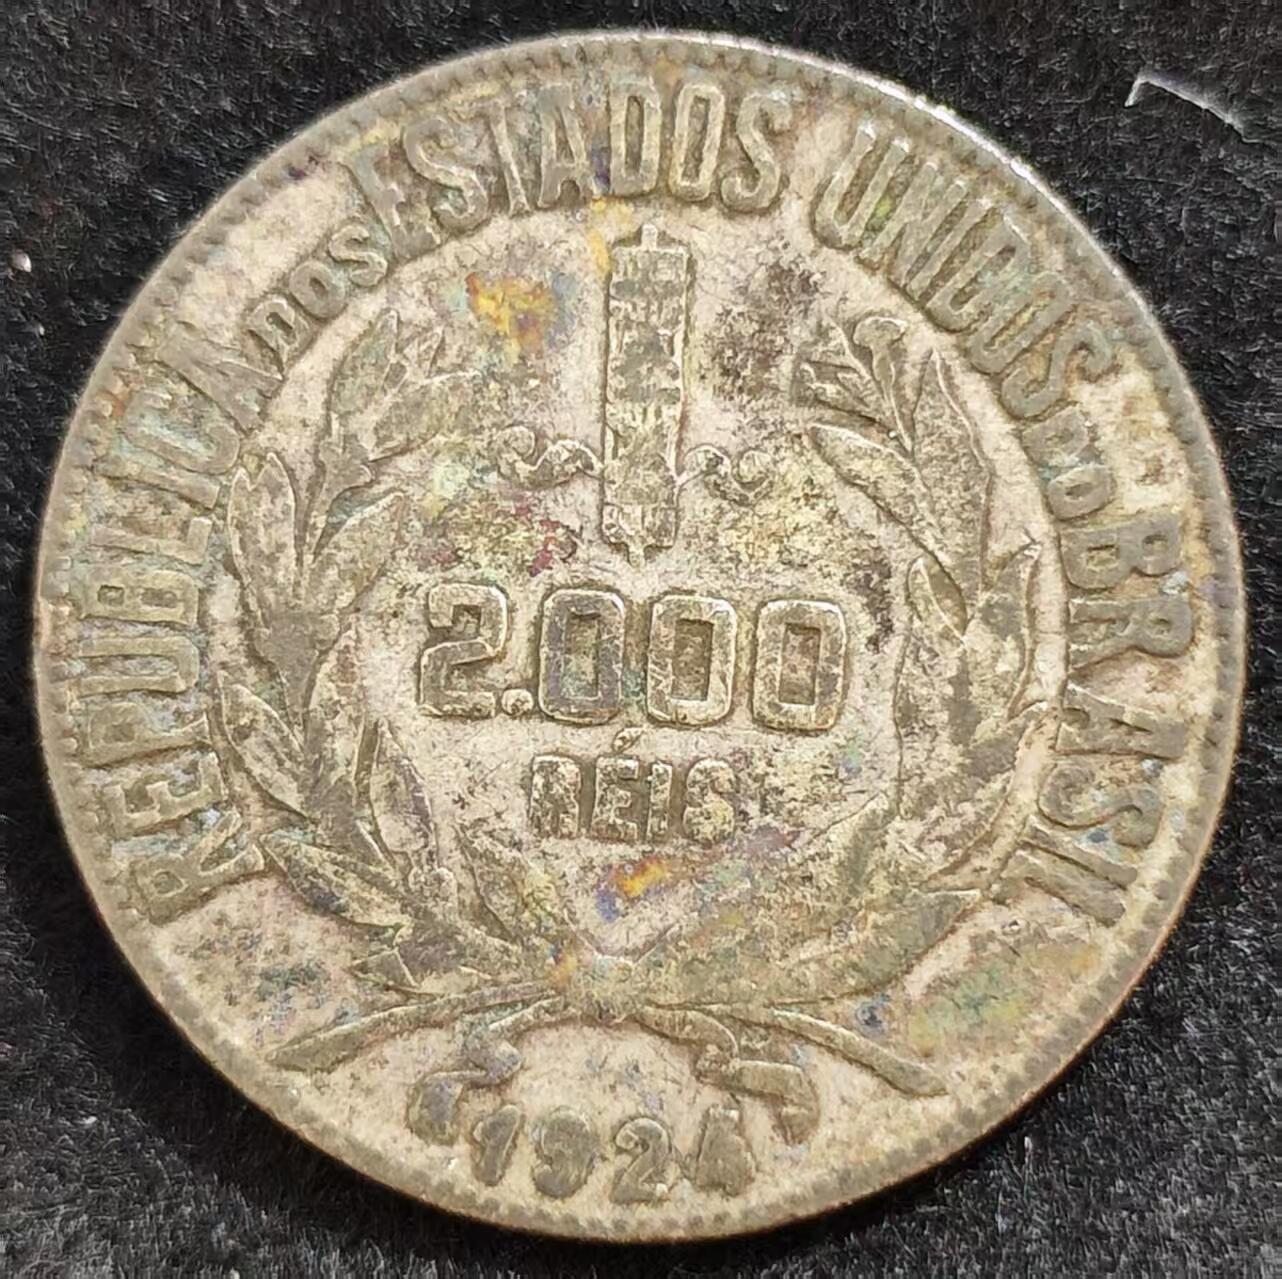 REPUBLICA DOS ESTADOS UNIDOS DO BRASIL
2.000
RÉIS
1924